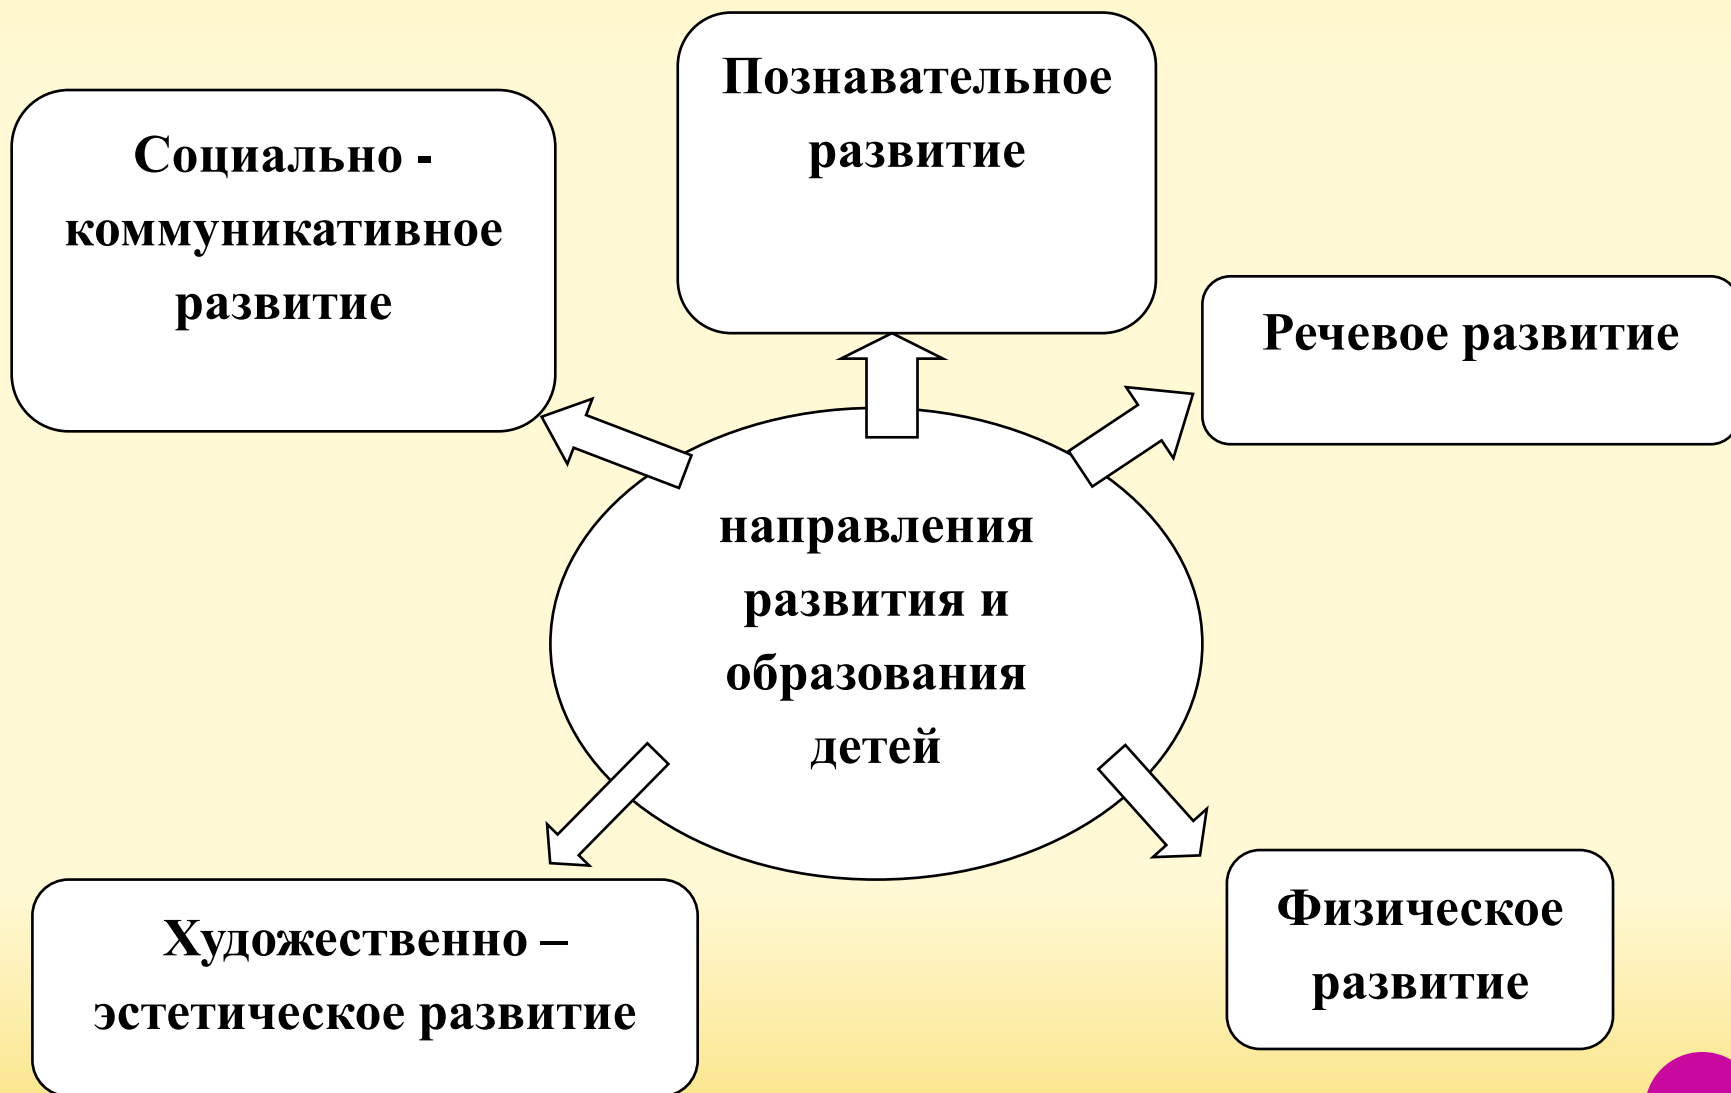 Познавательное
развитие
Социально -
коммуникативное
развитие
Речевое развитие
направления
развития и
образования
детей
Художественно –
эстетическое развитие
Физическое
развитие